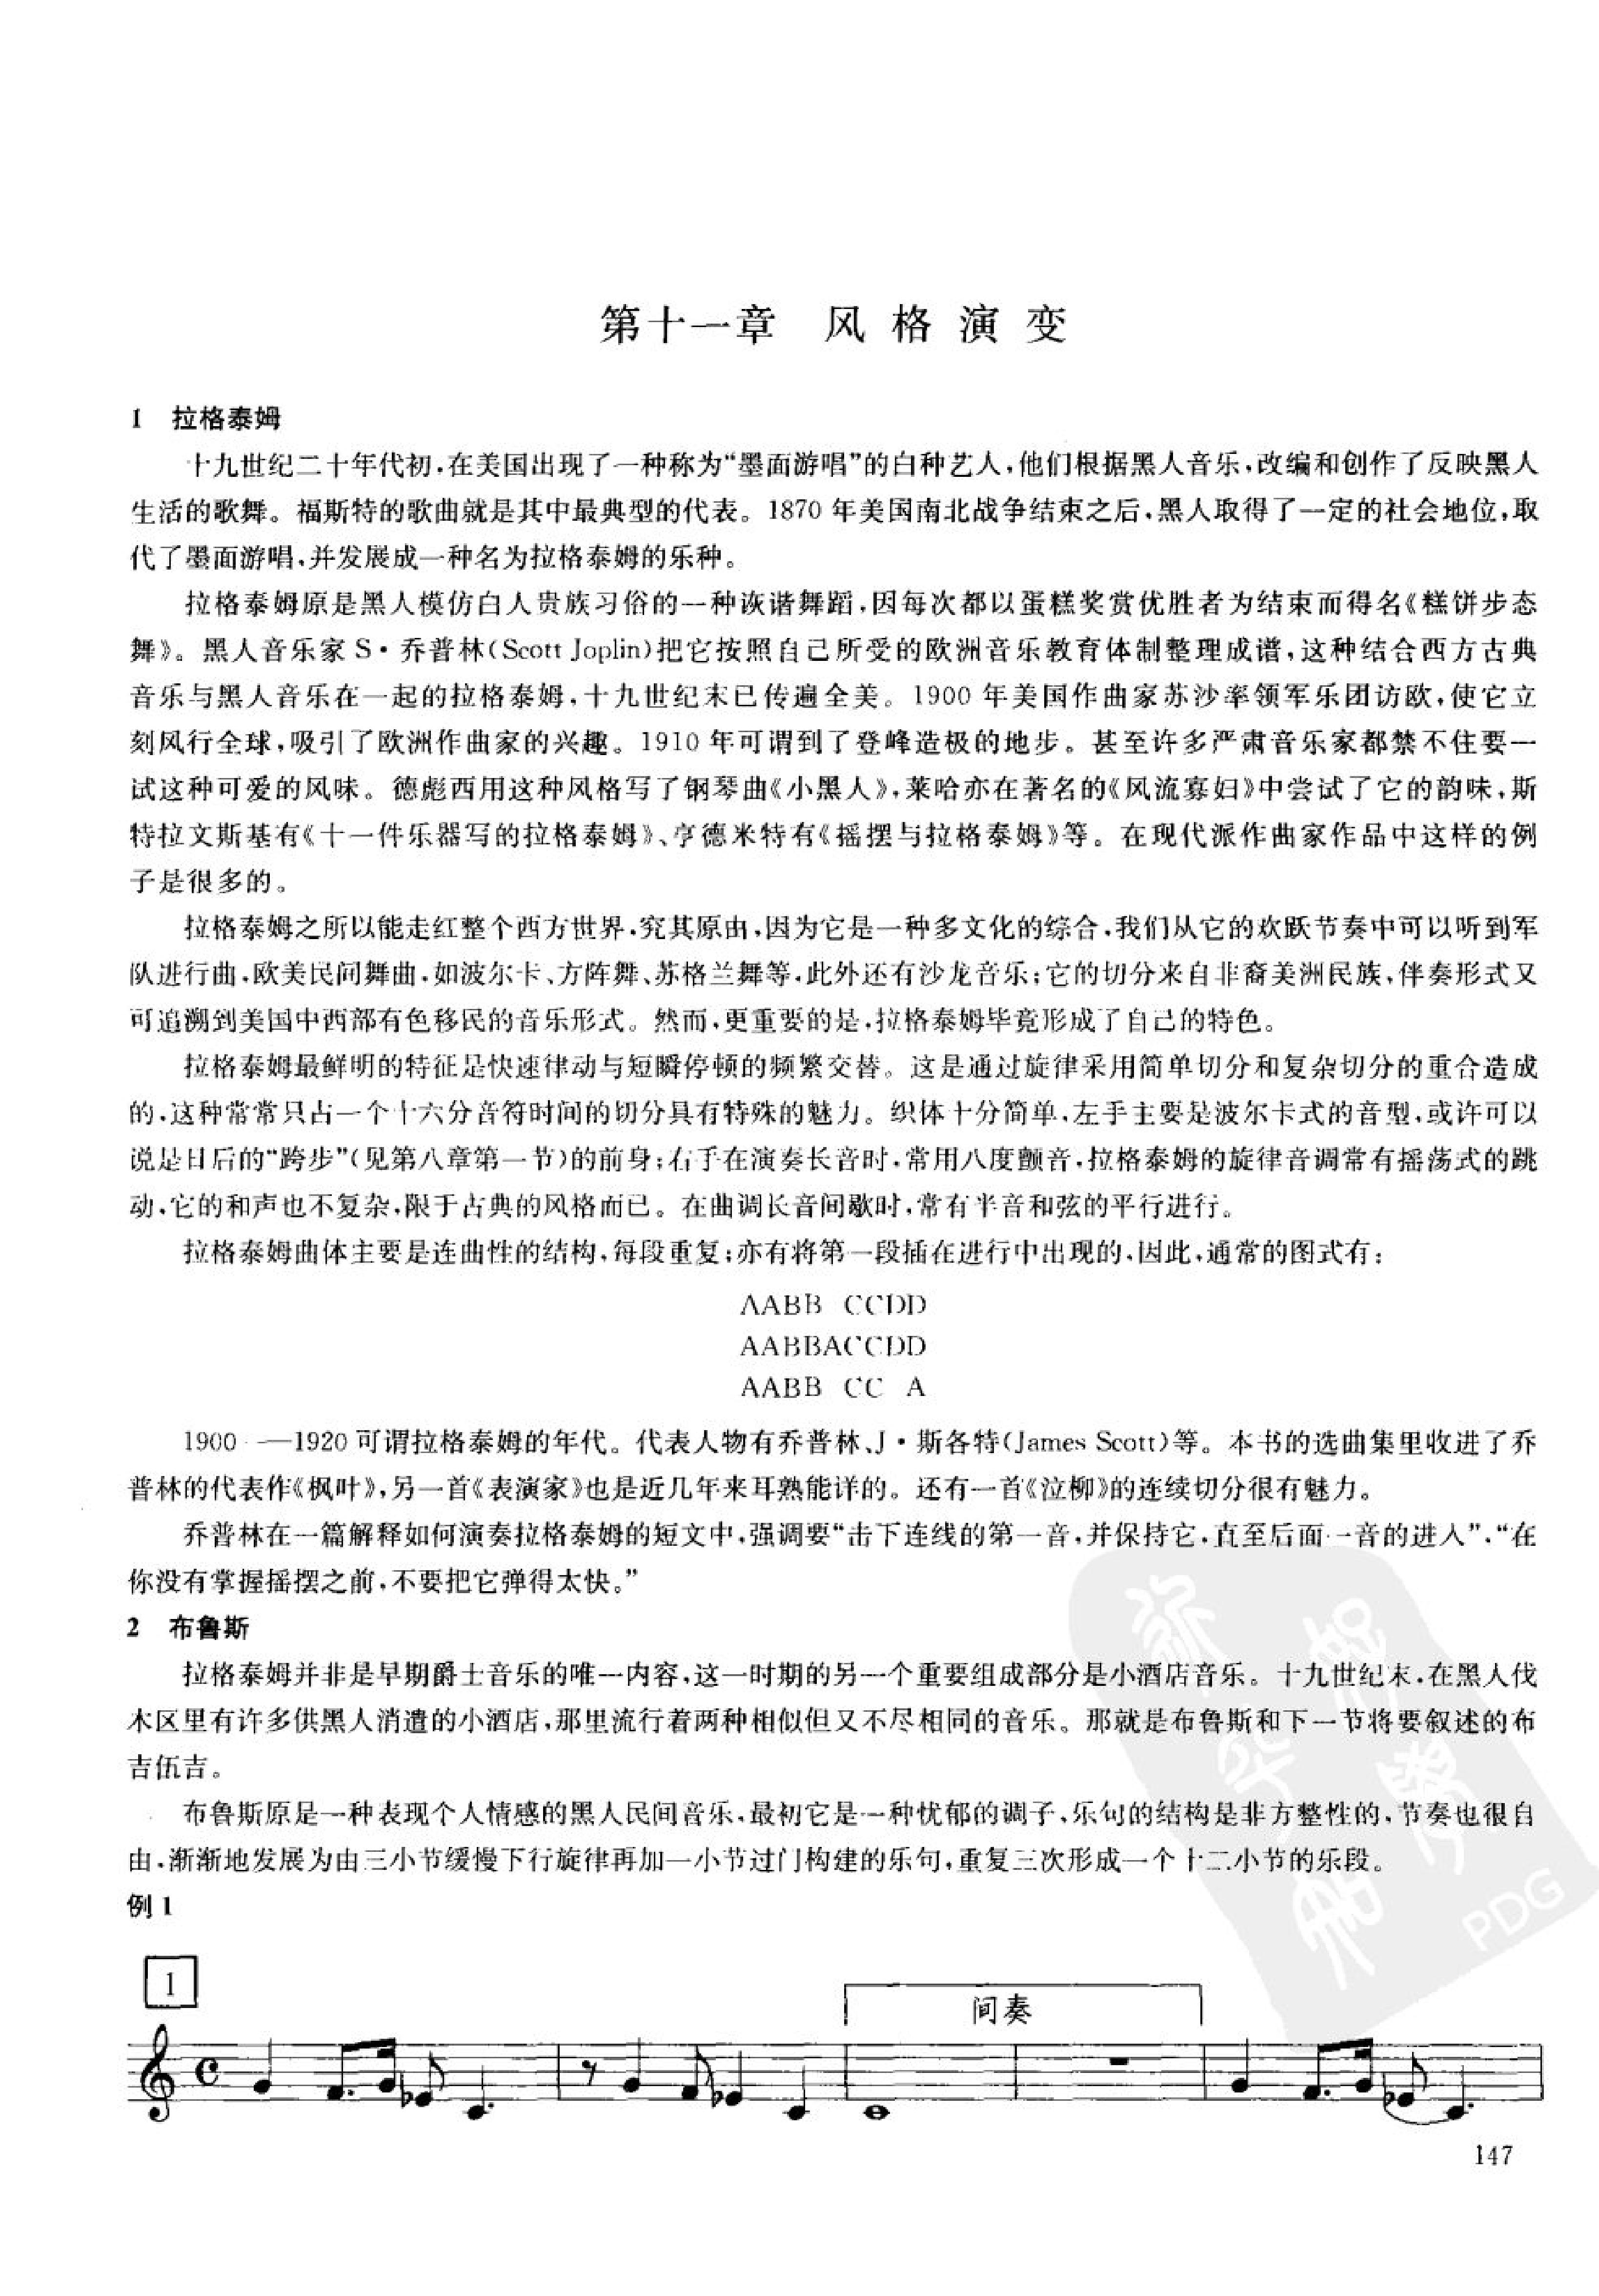 第十一章 风格演变
1 拉格泰姆
十九世纪二十年代初,在美国出现了一种称为“墨面游唱”的白种艺人,他们根据黑人音乐,改编和创作了反映黑人
生活的歌舞。福斯特的歌曲就是其中最典型的代表。1870 年美国南北战争结束之后,黑人取得了一定的社会地位,取
代了墨面游唱,并发展成一种名为拉格泰姆的乐种。
拉格泰姆原是黑人模仿白人贵族习俗的一种诙谐舞蹈,因每次都以蛋糕奖赏优胜者为结束而得名《糕饼步态
舞》。黑人音乐家 S·乔普林(Scott Joplin)把它按照自己所受的欧洲音乐教育体制整理成谱,这种结合西方古典
音乐与黑人音乐在一起的拉格泰姆,十九世纪末已传遍全美。1900 年美国作曲家苏沙率领军乐团访欧,使它立
刻风行全球,吸引了欧洲作曲家的兴趣。1910 年可谓到了登峰造极的地步。甚至许多严肃音乐家都禁不住要一
试这种可爱的风味。德彪西用这种风格写了钢琴曲《小黑人》,莱哈亦在著名的《风流寡妇》中尝试了它的韵味,斯
特拉文斯基有《十一件乐器写的拉格泰姆》、亨德米特有《摇摆与拉格泰姆》等。在现代派作曲家作品中这样的例
子是很多的。
拉格泰姆之所以能走红整个西方世界,究其原由,因为它是一种多文化的综合,我们从它的欢跃节奏中可以听到军
队进行曲,欧美民间舞曲,如波尔卡、方阵舞、苏格兰舞等,此外还有沙龙音乐;它的切分来自非裔美洲民族,伴奏形式又
可追溯到美国中西部有色移民的音乐形式。然而,更重要的是,拉格泰姆毕竟形成了自己的特色。
拉格泰姆最鲜明的特征是快速律动与短瞬停顿的频繁交替。这是通过旋律采用简单切分和复杂切分的重合造成
的,这种常常只占一个十六分音符时间的切分具有特殊的魅力。织体十分简单,左手主要是波尔卡式的音型,或许可以
说是日后的“跨步”(见第八章第一节)的前身;右手在演奏长音时,常用八度颤音,拉格泰姆的旋律音调常有摇荡式的跳
动,它的和声也不复杂,限于古典的风格而已。在曲调长音间歇时,常有半音和弦的平行进行。
拉格泰姆曲体主要是连曲性的结构,每段重复;亦有将第一段插在进行中出现的,因此,通常的图式有:
AABB CCDD
AABBACCDD
AABB CC A
1900——1920 可谓拉格泰姆的年代。代表人物有乔普林、J·斯各特(James Scott)等。本书的选曲集里收进了乔
普林的代表作《枫叶》,另一首《表演家》也是近几年来耳熟能详的。还有一首《泣柳》的连续切分很有魅力。
乔普林在一篇解释如何演奏拉格泰姆的短文中,强调要“击下连线的第一音,并保持它,直至后面一音的进入”,“在
你没有掌握摇摆之前,不要把它弹得太快。”
2 布鲁斯
拉格泰姆并非是早期爵士音乐的唯一内容,这一时期的另一个重要组成部分是小酒店音乐。十九世纪末,在黑人伐
木区里有许多供黑人消遣的小酒店,那里流行着两种相似但又不尽相同的音乐。那就是布鲁斯和下一节将要叙述的布
吉伍吉。
布鲁斯原是一种表现个人情感的黑人民间音乐,最初它是一种忧郁的调子,乐句的结构是非方整性的,节奏也很自
由,渐渐地发展为由三小节缓慢下行旋律再加一小节过门构建的乐句,重复三次形成一个十二小节的乐段。
例 1
1
间奏
147
PDG